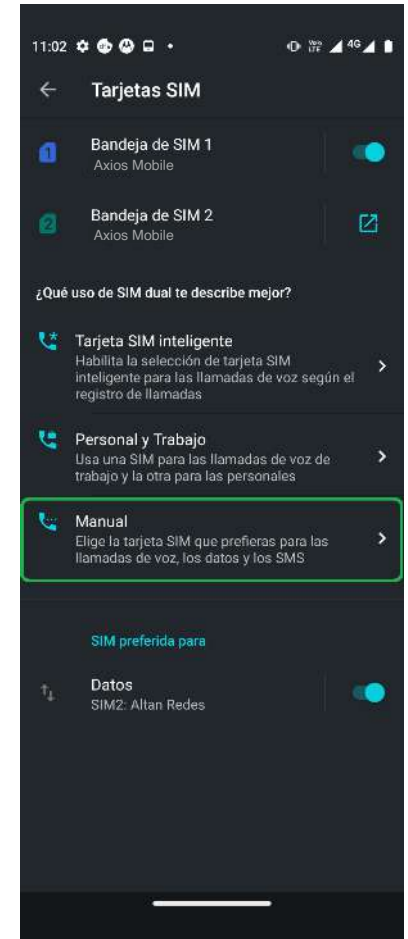 11:02
4G
Tarjetas SIM
1
Bandeja de SIM 1
Axios Mobile
2
Bandeja de SIM 2
Axios Mobile
¿Qué uso de SIM dual te describe mejor?
Tarjeta SIM inteligente
Habilita la selección de tarjeta SIM
inteligente para las llamadas de voz según el
registro de llamadas
Personal y Trabajo
Usa una SIM para las llamadas de voz de
trabajo y la otra para las personales
Manual
Elige la tarjeta SIM que prefieras para las
llamadas de voz, los datos y los SMS
SIM preferida para
Datos
SIM2: Altan Redes